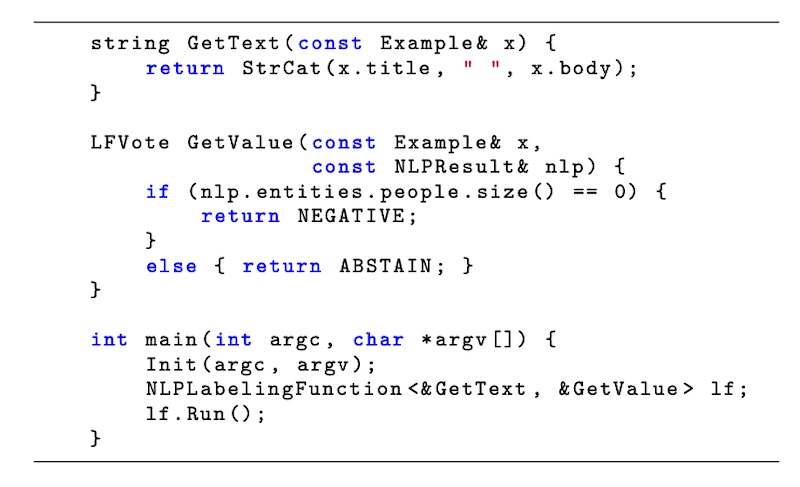 string GetText(const Example& x) {
return StrCat(x.title, " ", x.body);
}
LFVote GetValue(const Example& x,
const NLPResult& nlp) {
if (nlp.entities.people.size() == 0) {
return NEGATIVE;
}
else { return ABSTAIN; }
}
int main(int argc, char *argv[]) {
Init(argc, argv);
NLPLabelingFunction<&GetText, &GetValue> lf;
lf.Run();
}